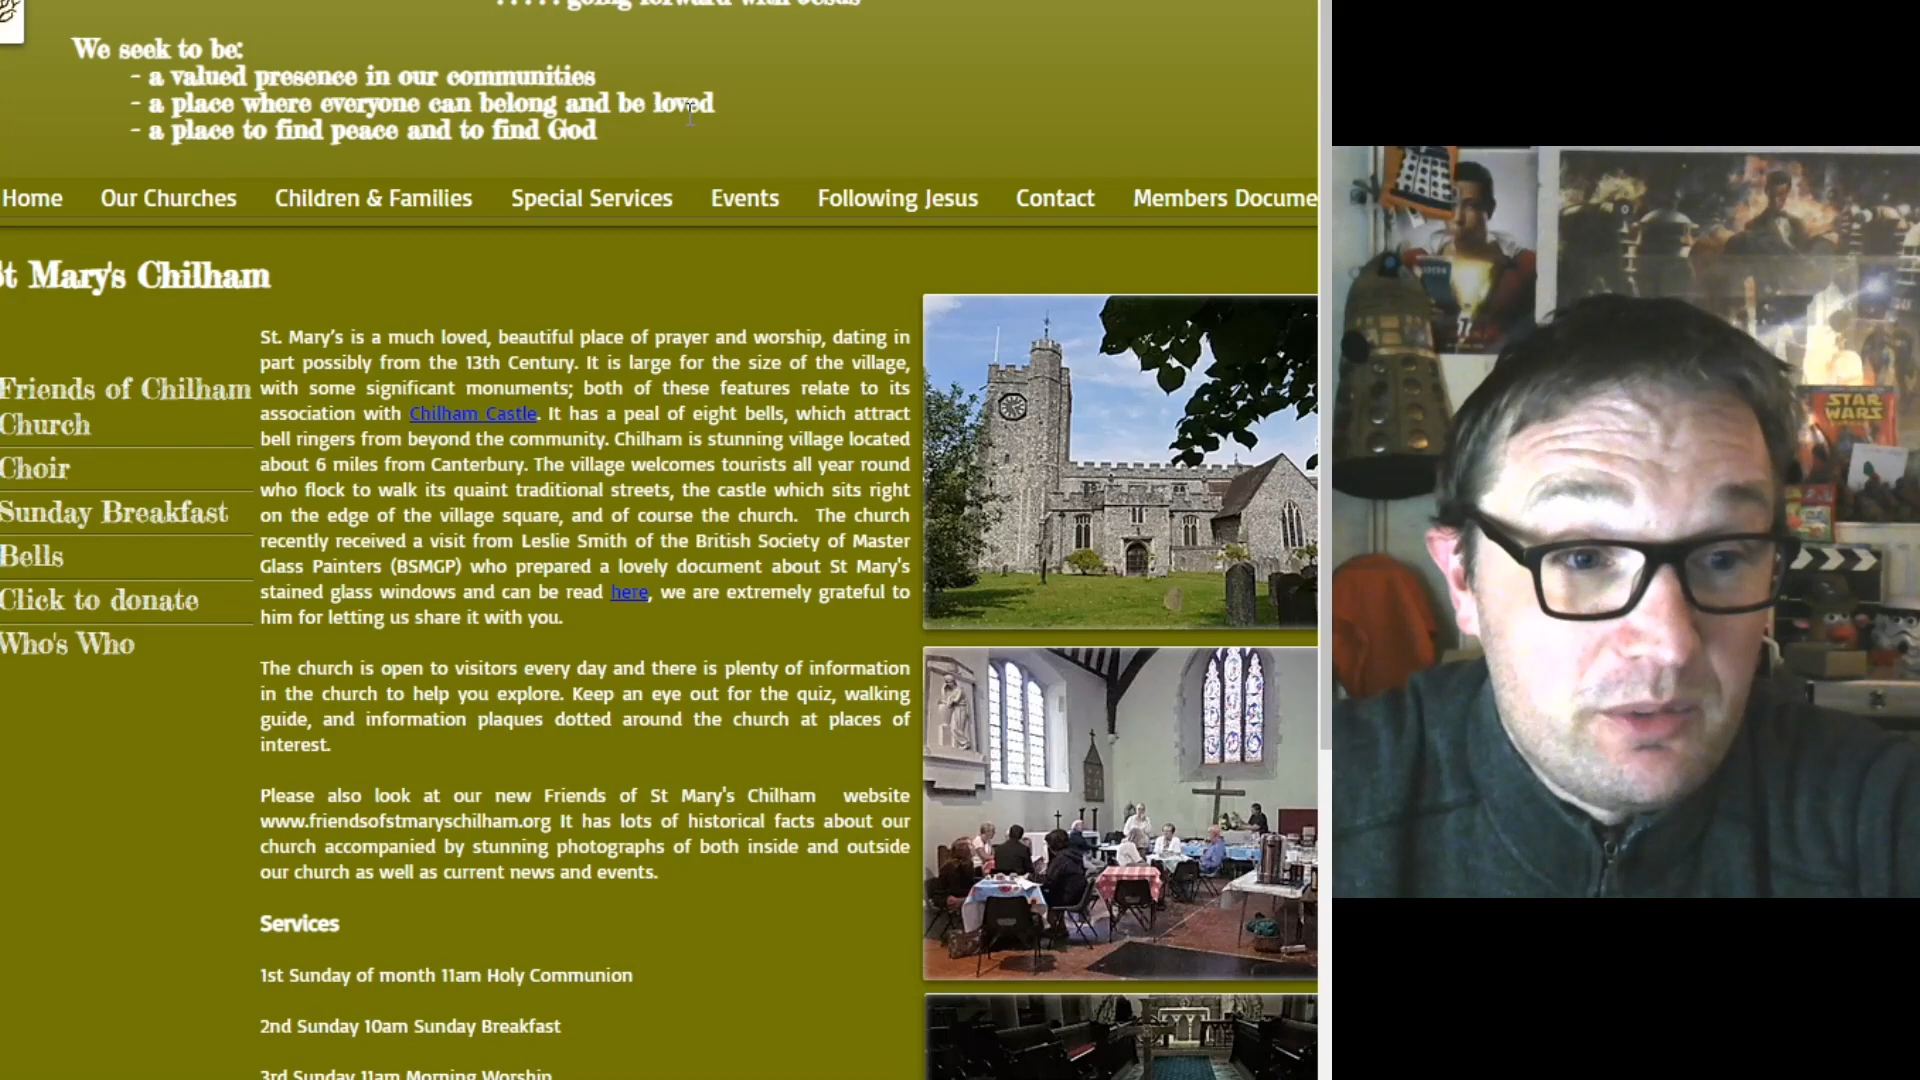 ..... going forward with Jesus
We seek to be:
- a valued presence in our communities
- a place where everyone can belong and be loved
- a place to find peace and to find God
Home Our Churches Children & Families Special Services Events Following Jesus Contact Members Docume
St Mary's Chilham
Friends of Chilham
Church
Choir
Sunday Breakfast
Bells
Click to donate
Who's Who
St. Mary's is a much loved, beautiful place of prayer and worship, dating in
part possibly from the 13th Century. It is large for the size of the village,
with some significant monuments; both of these features relate to its
association with Chilham Castle. It has a peal of eight bells, which attract
bell ringers from beyond the community. Chilham is stunning village located
about 6 miles from Canterbury. The village welcomes tourists all year round
who flock to walk its quaint traditional streets, the castle which sits right
on the edge of the village square, and of course the church. The church
recently received a visit from Leslie Smith of the British Society of Master
Glass Painters (BSMGP) who prepared a lovely document about St Mary's
stained glass windows and can be read here, we are extremely grateful to
him for letting us share it with you.
The church is open to visitors every day and there is plenty of information
in the church to help you explore. Keep an eye out for the quiz, walking
guide, and information plaques dotted around the church at places of
interest.
Please also look at our new Friends of St Mary's Chilham website
www.friendsofstmaryschilham.org It has lots of historical facts about our
church accompanied by stunning photographs of both inside and outside
our church as well as current news and events.
Services
1st Sunday of month 11am Holy Communion
2nd Sunday 10am Sunday Breakfast
3rd Sunday 11am Morning Worship
STAR
WARS